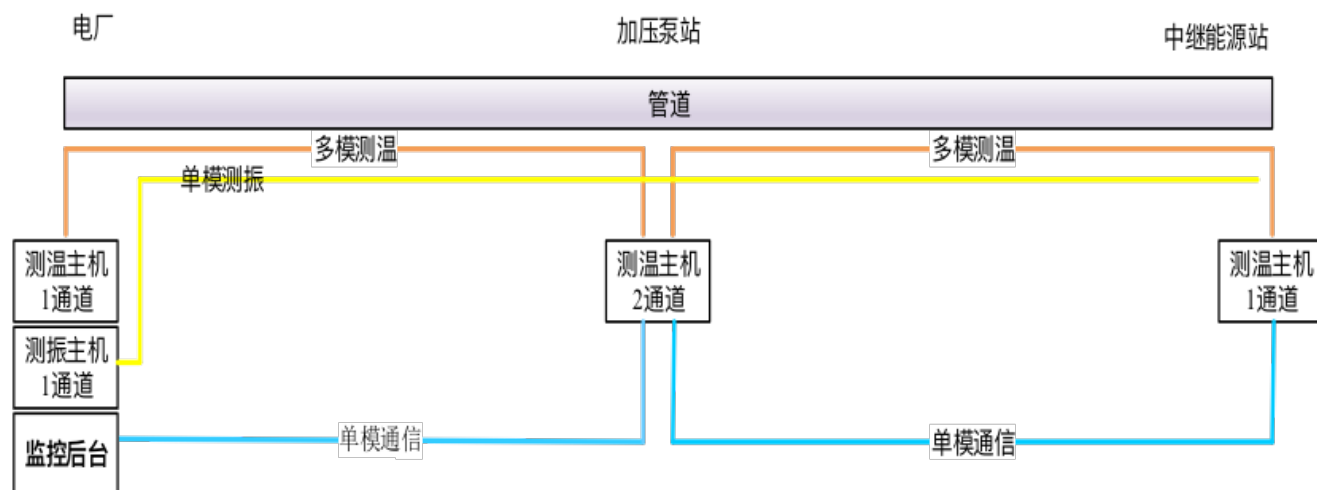 电厂
加压泵站
中继能源站
管道
多模测温
多模测温
单模测振
测温主机
1通道
测温主机
2通道
测温主机
1通道
测振主机
1通道
监控后台
单模通信
单模通信